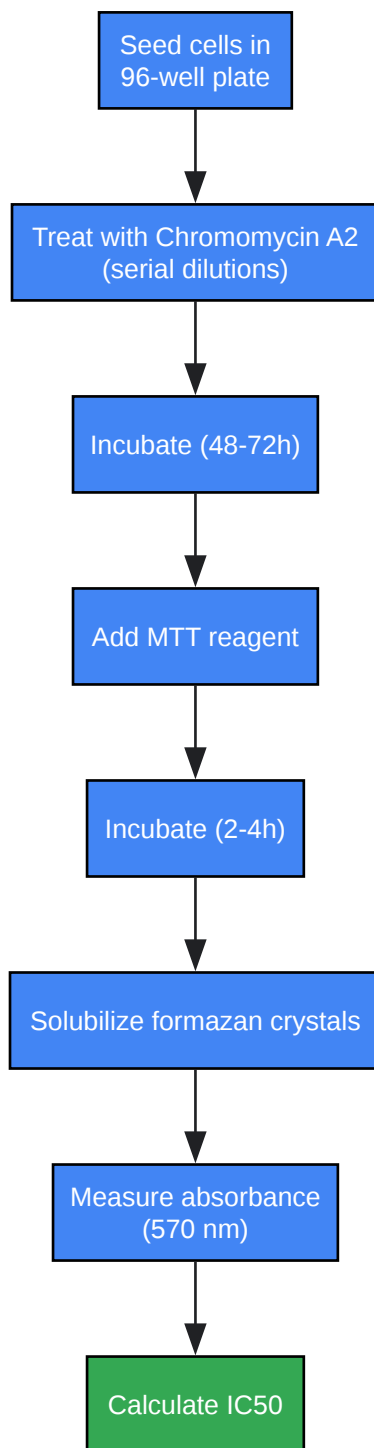 Seed cells in
96-well plate
Treat with Chromomycin A2
(serial dilutions)
Incubate (48-72h)
Add MTT reagent
Incubate (2-4h)
Solubilize formazan crystals
Measure absorbance
(570 nm)
Calculate IC50